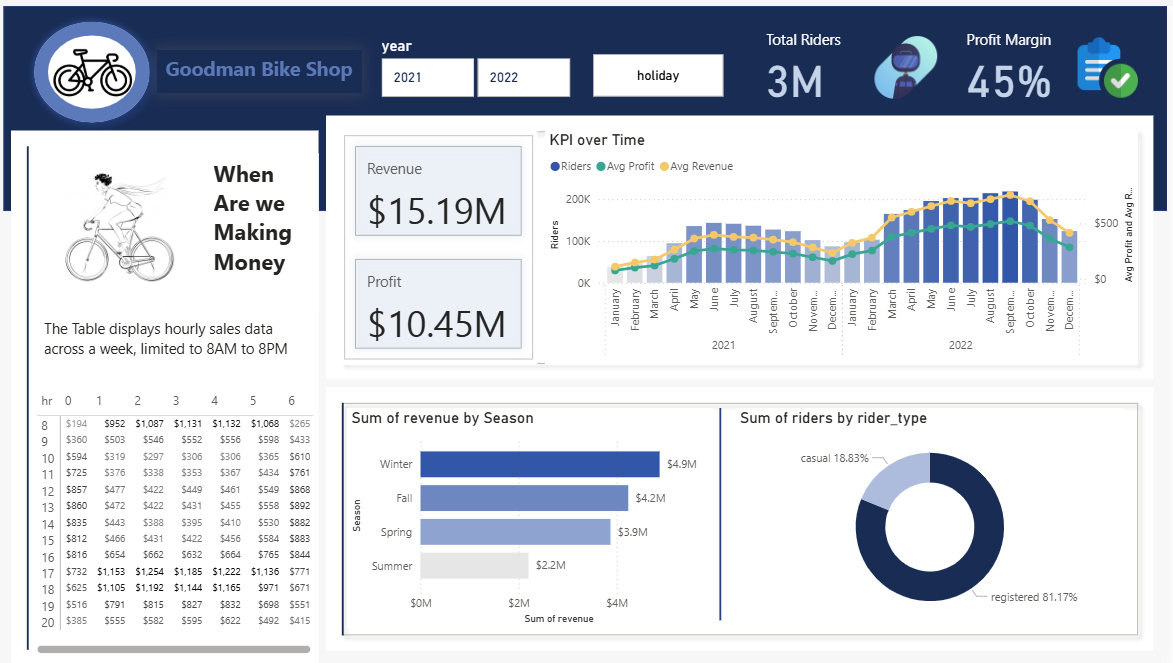 Goodman Bike Shop
year
2021
2022
holiday
Total Riders
3M
Profit Margin
45%
When
Are we
Making
Money
The Table displays hourly sales data
across a week, limited to 8AM to 8PM
hr 0 1 2 3 4 5 6
8 $194 $952 $1,087 $1,131 $1,132 $1,068 $265
9 $360 $503 $546 $552 $556 $598 $433
10 $594 $319 $297 $306 $306 $365 $610
11 $725 $376 $338 $353 $367 $434 $761
12 $857 $477 $422 $449 $461 $549 $868
13 $860 $472 $422 $431 $455 $558 $892
14 $835 $443 $388 $395 $410 $530 $882
15 $812 $466 $431 $422 $456 $584 $883
16 $816 $654 $662 $632 $664 $765 $844
17 $732 $1,153 $1,254 $1,185 $1,222 $1,136 $771
18 $625 $1,105 $1,192 $1,144 $1,165 $971 $671
19 $516 $791 $815 $827 $832 $698 $551
20 $385 $555 $582 $595 $622 $492 $415
Revenue
$15.19M
Profit
$10.45M
KPI over Time
Riders Avg Profit Avg Revenue
Riders
200K
100K
0K
$500
$0
Avg Profit and Avg R...
January February March April May June July August Septem... October Novem... Decem... January February March April May June July August Septem... October Novem... Decem...
2021 2022
Sum of revenue by Season
Season
Winter $4.9M
Fall $4.2M
Spring $3.9M
Summer $2.2M
$0M $2M $4M
Sum of revenue
Sum of riders by rider_type
casual 18.83%
registered 81.17%